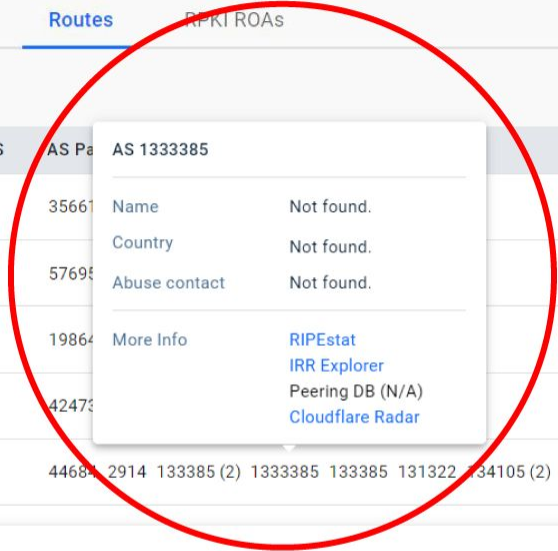 Routes RPKI ROAs
S AS Pa
AS 1333385
35661 Name Not found.
Country Not found.
57695 Abuse contact Not found.
19864 More Info RIPEstat
IRR Explorer
Peering DB (N/A)
42473 Cloudflare Radar
44684 2914 133385 (2) 1333385 133385 131322 134105 (2)